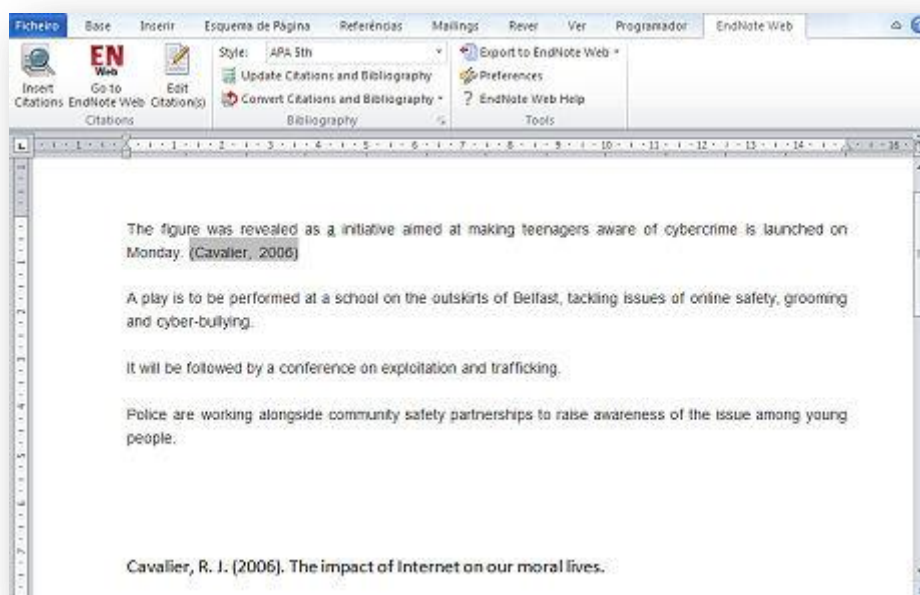 Ficheiro Base Inserir Esquema de Página Referências Mailings Rever Ver Programador EndNote Web
Insert Citations
EN Web
Go to EndNote Web
Edit Citation(s)
Citations
Style: APA 5th
Update Citations and Bibliography
Convert Citations and Bibliography
Bibliography
Export to EndNote Web
Preferences
? EndNote Web Help
Tools
The figure was revealed as a initiative aimed at making teenagers aware of cybercrime is launched on
Monday. (Cavalier, 2006)
A play is to be performed at a school on the outskirts of Belfast, tackling issues of online safety, grooming
and cyber-bullying.
It will be followed by a conference on exploitation and trafficking.
Police are working alongside community safety partnerships to raise awareness of the issue among young
people.
Cavalier, R. J. (2006). The impact of Internet on our moral lives.